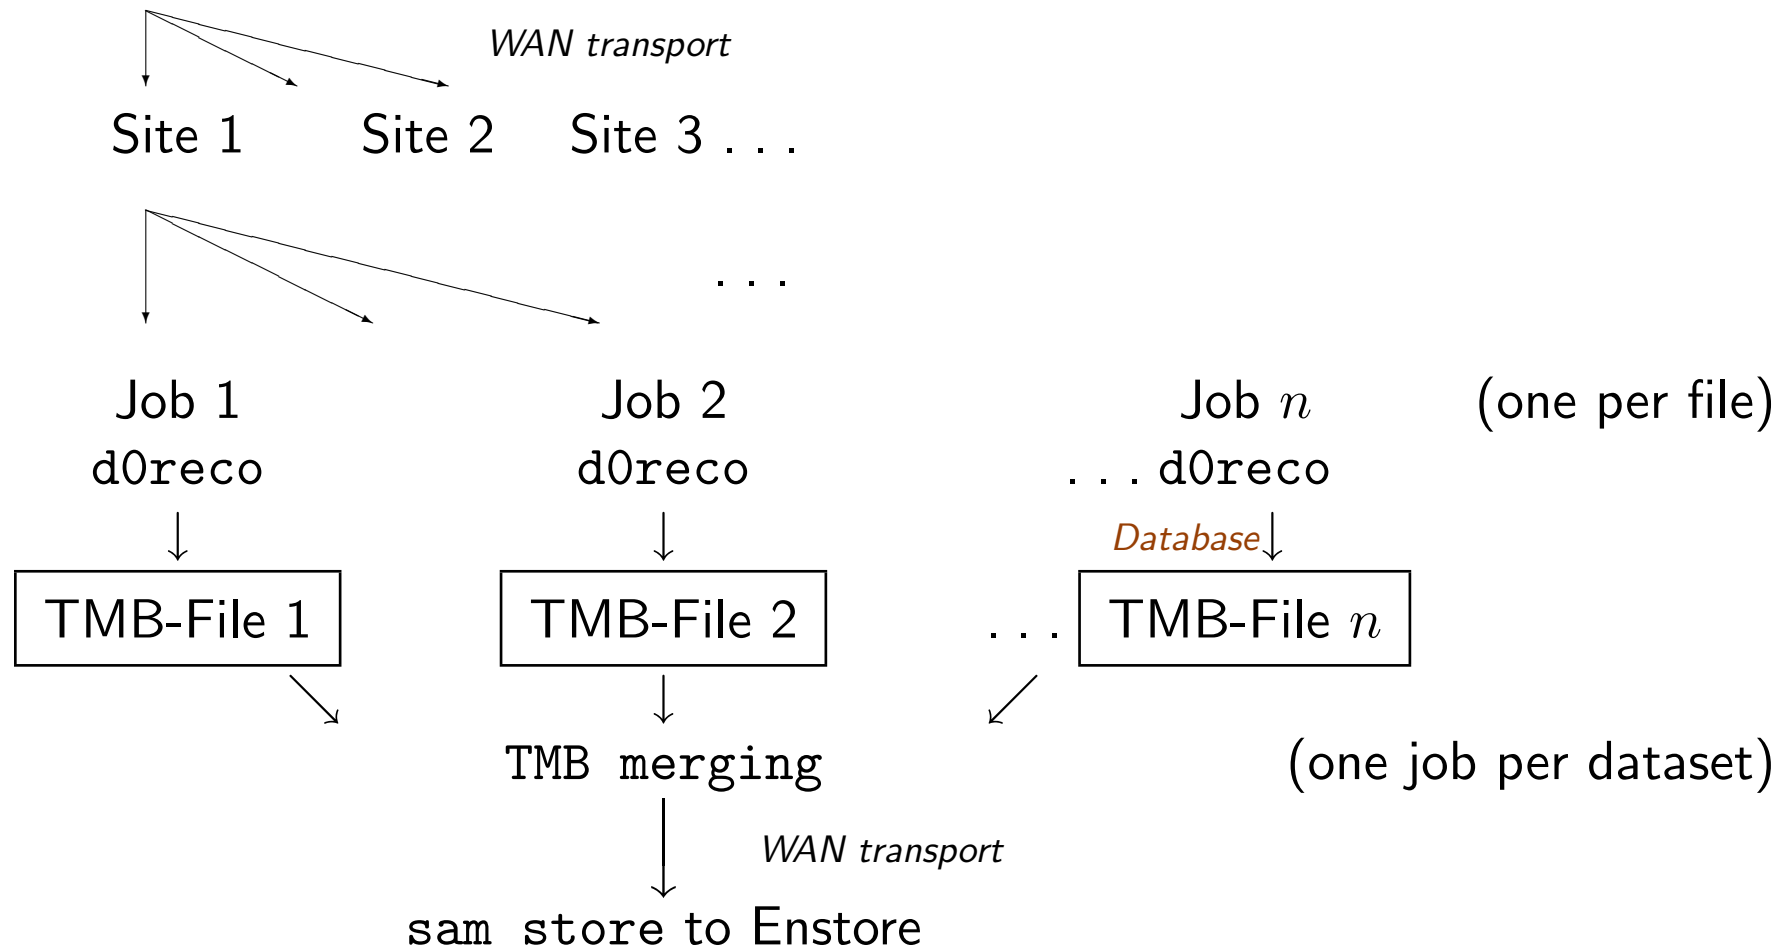 WAN transport
Site 1 Site 2 Site 3 . . .
. . .
Job 1 Job 2 Job n (one per file)
d0reco d0reco . . . d0reco
Database
TMB-File 1 TMB-File 2 . . . TMB-File n
TMB merging (one job per dataset)
WAN transport
sam store to Enstore